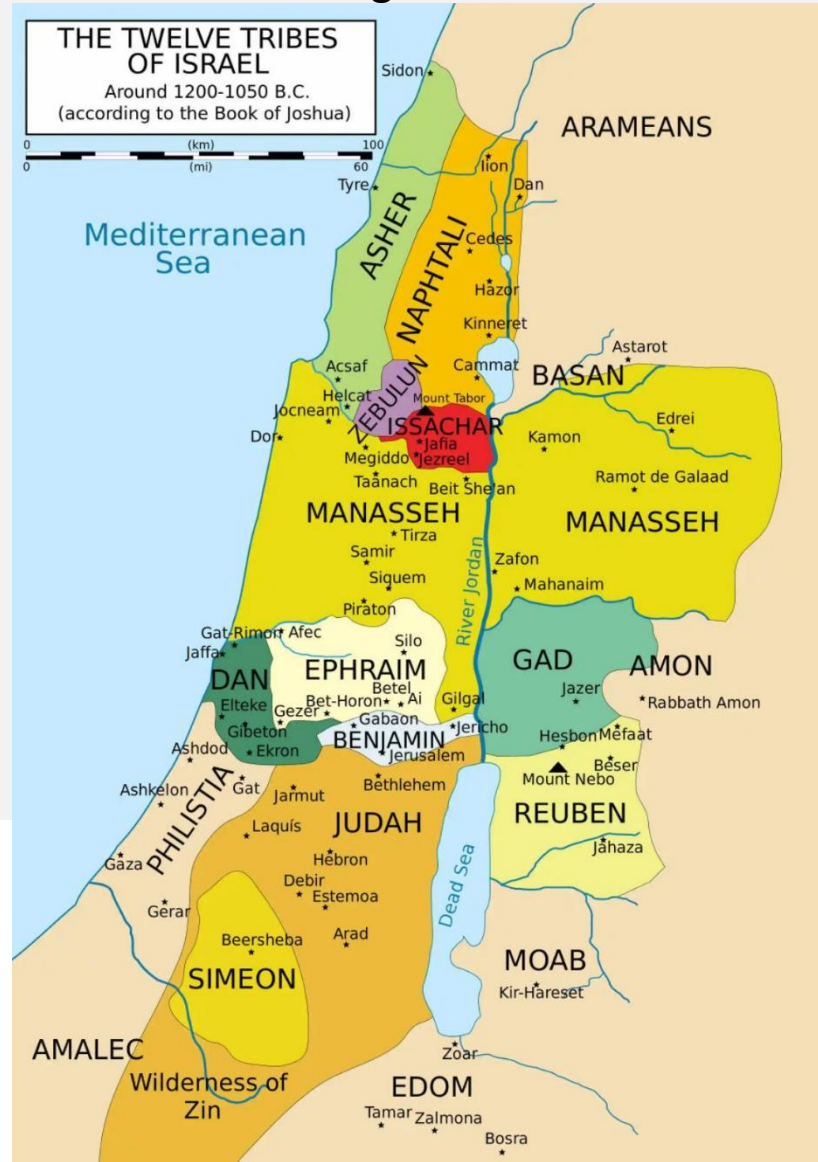 THE TWELVE TRIBES
OF ISRAEL
Around 1200-1050 B.C.
(according to the Book of Joshua)
0 (km) 100
0 (mi) 60
Sidon
ARAMEANS
Iion
Tyre
Dan
ASHER
Mediterranean
Sea
NAPHTALI
Cedes
Hazor
Kinneret
Astarot
Acsaf
Cammat
BASAN
Helcat
ZEBULUN
Mount Tabor
Jocneam
ISSACHAR
Edrei
Dor
Jafia
Kamon
Megiddo
Jezreel
Taanach
Beit She'an
Ramot de Galaad
MANASSEH
MANASSEH
Tirza
Samir
River Jordan
Zafon
Siquem
Mahanaim
Piraton
Gat-Rimon
Afec
Silo
Jaffa
EPHRAIM
GAD
AMON
DAN
Betel
Jazer
Elteke
Bet-Horon
Ai
Gilgal
Rabbath Amon
Gezer
Gabaon
Jericho
Gibeton
BENJAMIN
Hesbon
Mefaat
Ashdod
Ekron
Jerusalem
Beser
Mount Nebo
Ashkelon
Gat
Bethlehem
Jarmut
REUBEN
PHILISTIA
Laquís
JUDAH
Jahaza
Gaza
Hebron
Debir
Dead Sea
Estemoa
Gerar
Arad
Beersheba
MOAB
SIMEON
Kir-Hareset
AMALEC
Zoar
Wilderness of
Zin
EDOM
Tamar
Zalmona
Bosra